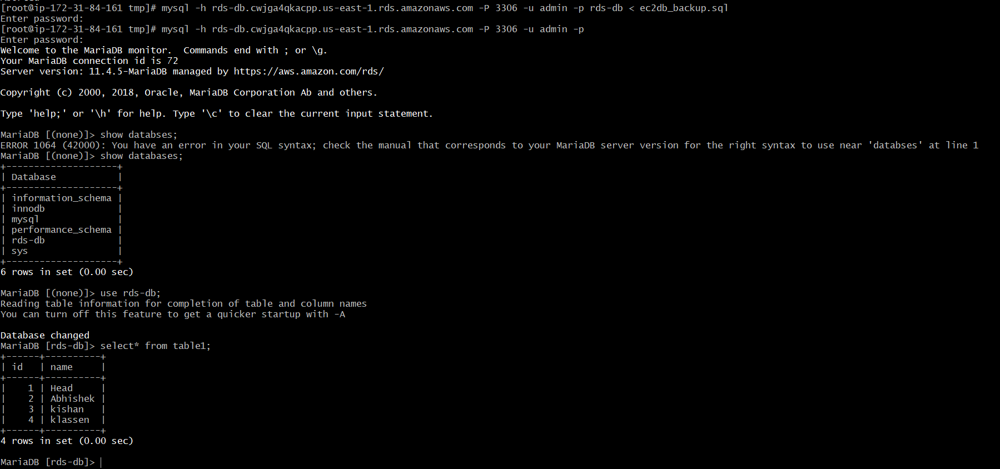 [root@ip-172-31-84-161 tmp]# mysql -h rds-db.cwjga4qkacpp.us-east-1.rds.amazonaws.com -P 3306 -u admin -p rds-db < ec2db_backup.sql
Enter password:
[root@ip-172-31-84-161 tmp]# mysql -h rds-db.cwjga4qkacpp.us-east-1.rds.amazonaws.com -P 3306 -u admin -p
Enter password:
Welcome to the MariaDB monitor.  Commands end with ; or \g.
Your MariaDB connection id is 72
Server version: 11.4.5-MariaDB managed by https://aws.amazon.com/rds/

Copyright (c) 2000, 2018, Oracle, MariaDB Corporation Ab and others.

Type 'help;' or '\h' for help. Type '\c' to clear the current input statement.

MariaDB [(none)]> show databses;
ERROR 1064 (42000): You have an error in your SQL syntax; check the manual that corresponds to your MariaDB server version for the right syntax to use near 'databses' at line 1
MariaDB [(none)]> show databases;
+--------------------+
| Database           |
+--------------------+
| information_schema |
| innodb             |
| mysql              |
| performance_schema |
| rds-db             |
| sys                |
+--------------------+
6 rows in set (0.00 sec)

MariaDB [(none)]> use rds-db;
Reading table information for completion of table and column names
You can turn off this feature to get a quicker startup with -A

Database changed
MariaDB [rds-db]> select* from table1;
+------+----------+
| id   | name     |
+------+----------+
|    1 | Head     |
|    2 | Abhishek |
|    3 | kishan   |
|    4 | klassen  |
+------+----------+
4 rows in set (0.00 sec)

MariaDB [rds-db]>